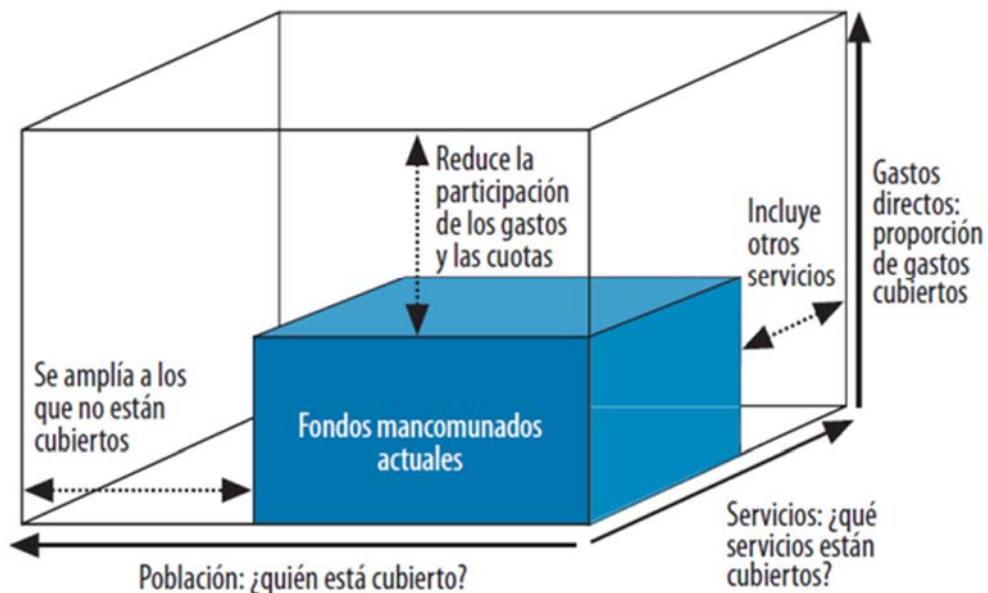 Reduce la
participación
de los gastos
y las cuotas
Incluye
otros
servicios
Gastos
directos:
proporción
de gastos
cubiertos
Se amplía a los
que no están
cubiertos
Fondos mancomunados
actuales
Servicios: ¿qué
servicios están
cubiertos?
Población: ¿quién está cubierto?